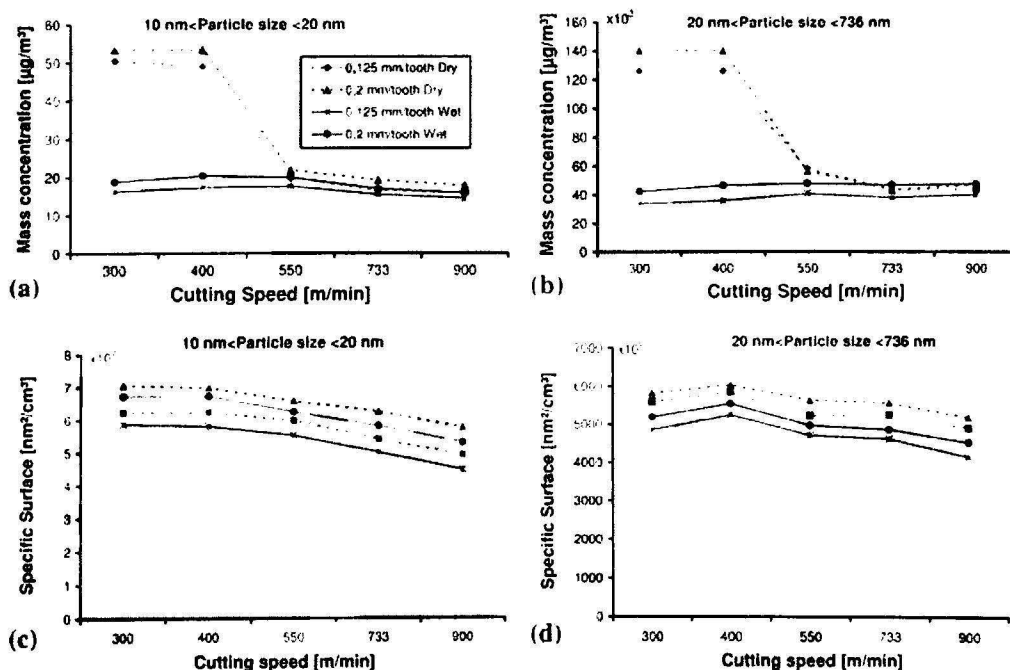 10 nm<Particle size <20 nm
Mass concentration [µg/m³]
60
50
40
30
20
10
0
0,125 mm/tooth Dry
0,2 mm/tooth Dry
0,125 mm/tooth Wet
0,2 mm/tooth Wet
300 400 550 733 900
(a)
Cutting Speed [m/min]
20 nm<Particle size <736 nm
Mass concentration [µg/m³]
160
140
120
100
80
60
40
20
0
300 400 550 733 900
(b)
Cutting Speed [m/min]
10 nm<Particle size <20 nm
Specific Surface [nm²/cm³]
8
7
6
5
4
3
2
1
0
300 400 550 733 900
(c)
Cutting speed [m/min]
20 nm<Particle size <736 nm
Specific Surface [nm²/cm³]
7000
6000
5000
4000
3000
2000
1000
0
300 400 550 733 900
(d)
Cutting speed [m/min]